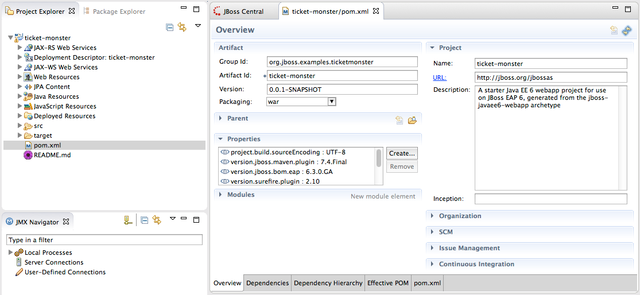 Project Explorer
Package Explorer
ticket-monster
JAX-RS Web Services
Deployment Descriptor: ticket-monster
JAX-WS Web Services
Web Resources
JPA Content
Java Resources
JavaScript Resources
Deployed Resources
src
target
pom.xml
README.md
JMX Navigator
Type in a filter
Local Processes
Server Connections
User-Defined Connections
JBoss Central
ticket-monster/pom.xml
Overview
Artifact
Group Id: org.jboss.examples.ticketmonster
Artifact Id: ticket-monster
Version: 0.0.1-SNAPSHOT
Packaging: war
Parent
Properties
project.build.sourceEncoding : UTF-8
version.jboss.maven.plugin : 7.4.Final
version.jboss.bom.eap : 6.3.0.GA
version.surefire.plugin : 2.10
Create...
Remove
Modules
New module element
Project
Name: ticket-monster
URL: http://jboss.org/jbossas
Description: A starter Java EE 6 webapp project for use
on JBoss EAP 6, generated from the jboss-
javaee6-webapp archetype
Inception:
Organization
SCM
Issue Management
Continuous Integration
Overview Dependencies Dependency Hierarchy Effective POM pom.xml